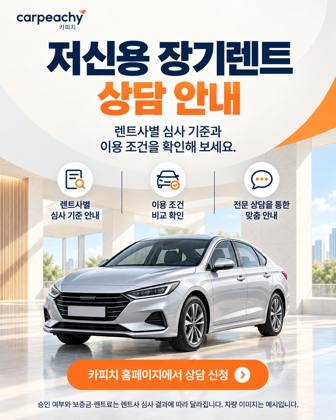 carpeachy
카피치
저신용 장기렌트
상담 안내
렌트사별 심사 기준과
이용 조건을 확인해 보세요.
렌트사별
심사 기준 안내
이용 조건
비교 확인
전문 상담을 통한
맞춤 안내
카피치 홈페이지에서 상담 신청
승인 여부와 보증금·렌트료는 렌트사 심사 결과에 따라 달라집니다. 차량 이미지는 예시입니다.